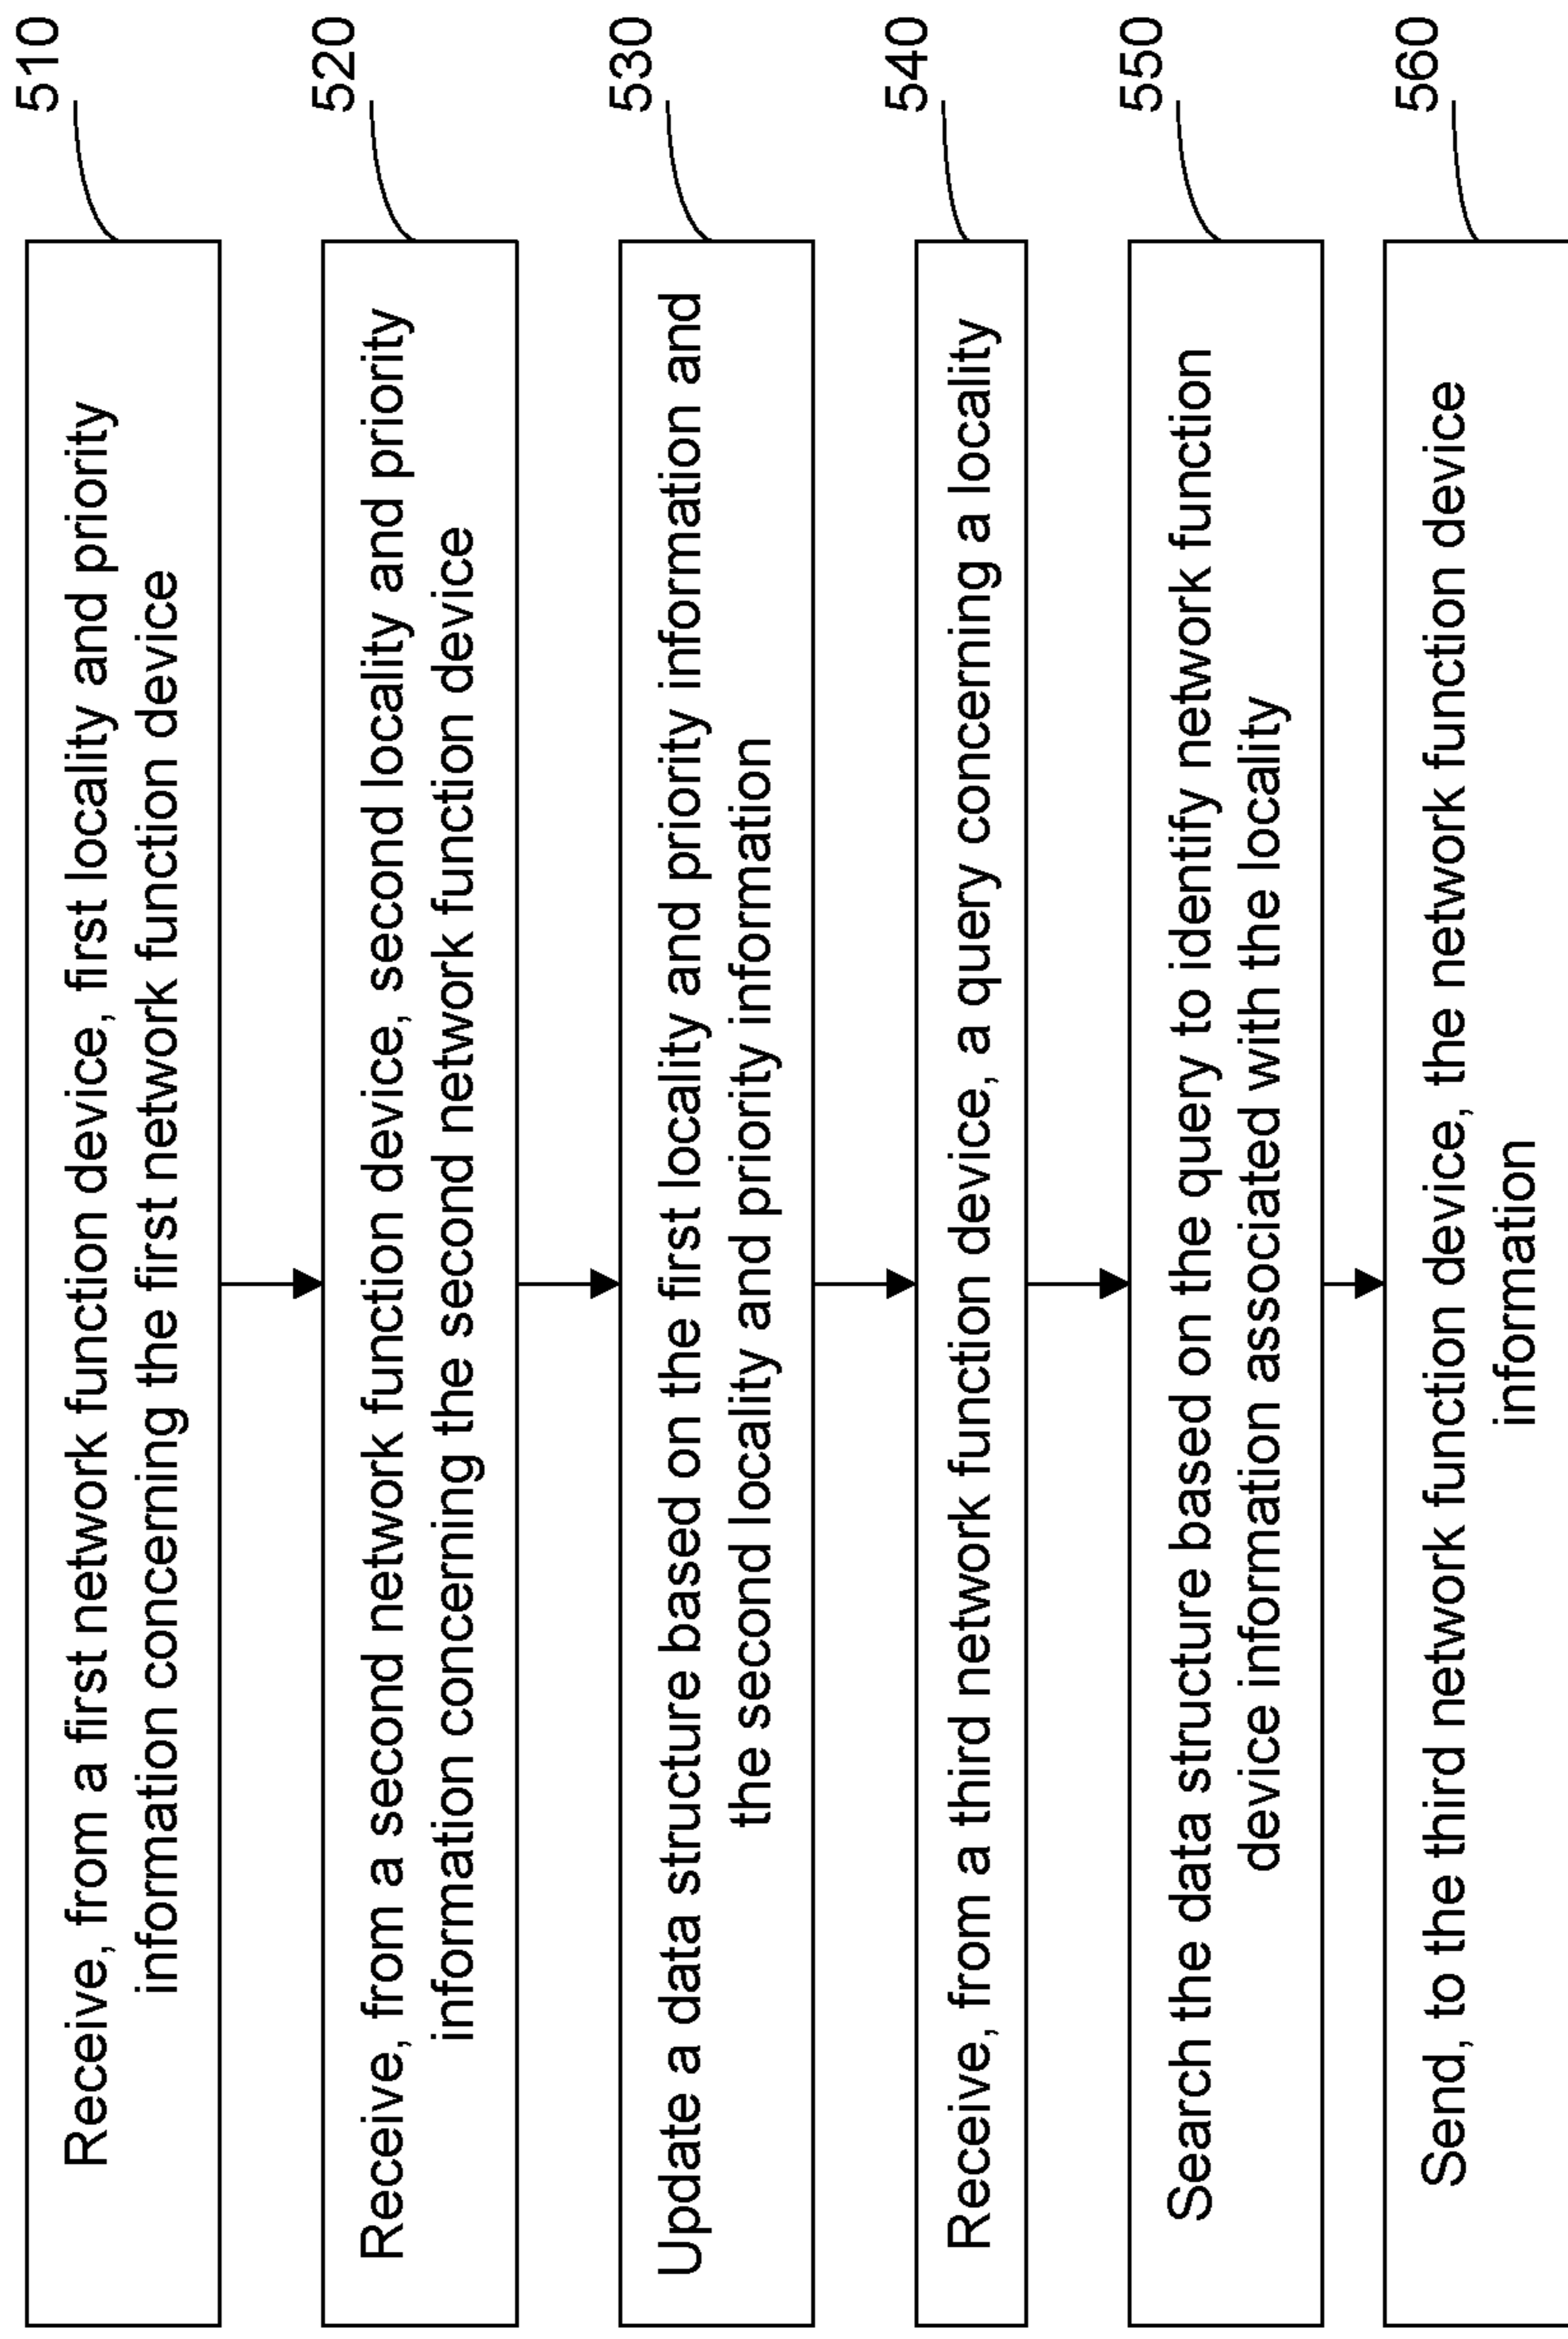 510
Receive, from a first network function device, first locality and priority
information concerning the first network function device
520
Receive, from a second network function device, second locality and priority
information concerning the second network function device
530
Update a data structure based on the first locality and priority information and
the second locality and priority information
540
Receive, from a third network function device, a query concerning a locality
550
Search the data structure based on the query to identify network function
device information associated with the locality
560
Send, to the third network function device, the network function device
information